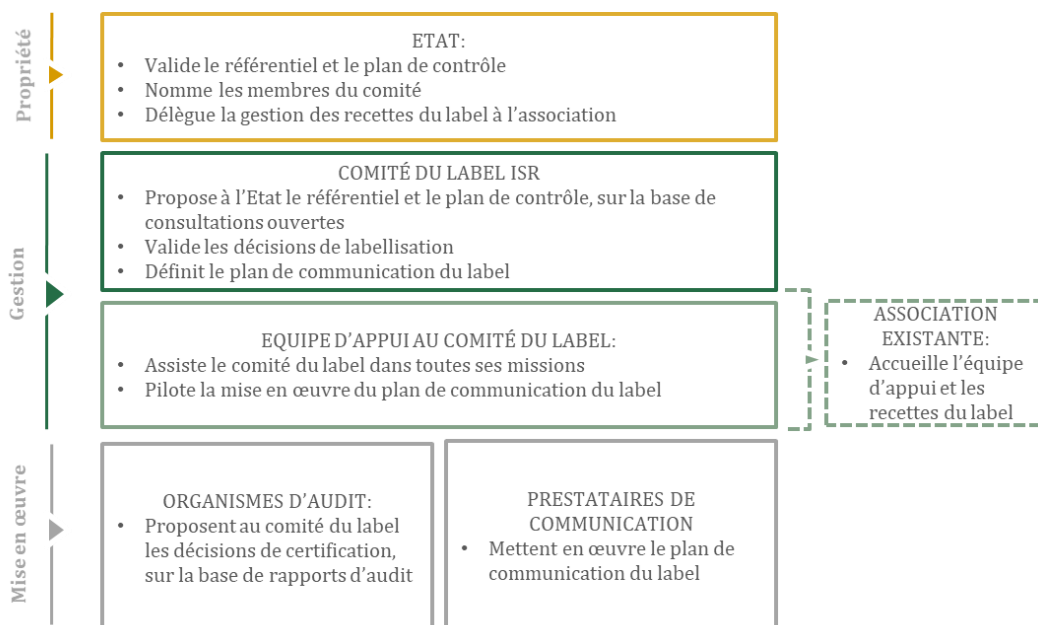 Propriété
ETAT:
• Valide le référentiel et le plan de contrôle
• Nomme les membres du comité
• Délègue la gestion des recettes du label à l'association
Gestion
COMITÉ DU LABEL ISR
• Propose à l'Etat le référentiel et le plan de contrôle, sur la base de
consultations ouvertes
• Valide les décisions de labellisation
• Définit le plan de communication du label
EQUIPE D'APPUI AU COMITÉ DU LABEL:
• Assiste le comité du label dans toutes ses missions
• Pilote la mise en œuvre du plan de communication du label
ASSOCIATION
EXISTANTE:
• Accueille l'équipe
d'appui et les
recettes du label
Mise en œuvre
ORGANISMES D'AUDIT:
• Proposent au comité du label
les décisions de certification,
sur la base de rapports d'audit
PRESTATAIRES DE
COMMUNICATION
• Mettent en œuvre le plan de
communication du label